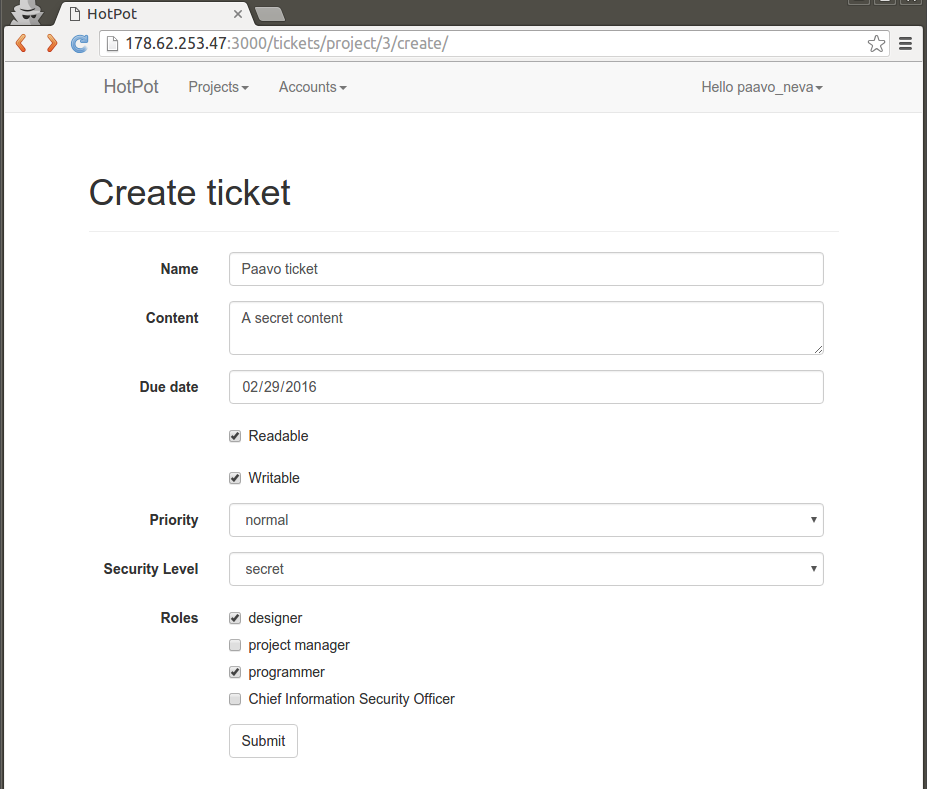 HotPot
178.62.253.47:3000/tickets/project/3/create/
HotPot Projects Accounts Hello paavo_neva
Create ticket
Name Paavo ticket
Content A secret content
Due date 02/29/2016
Readable
Writable
Priority normal
Security Level secret
Roles designer
project manager
programmer
Chief Information Security Officer
Submit